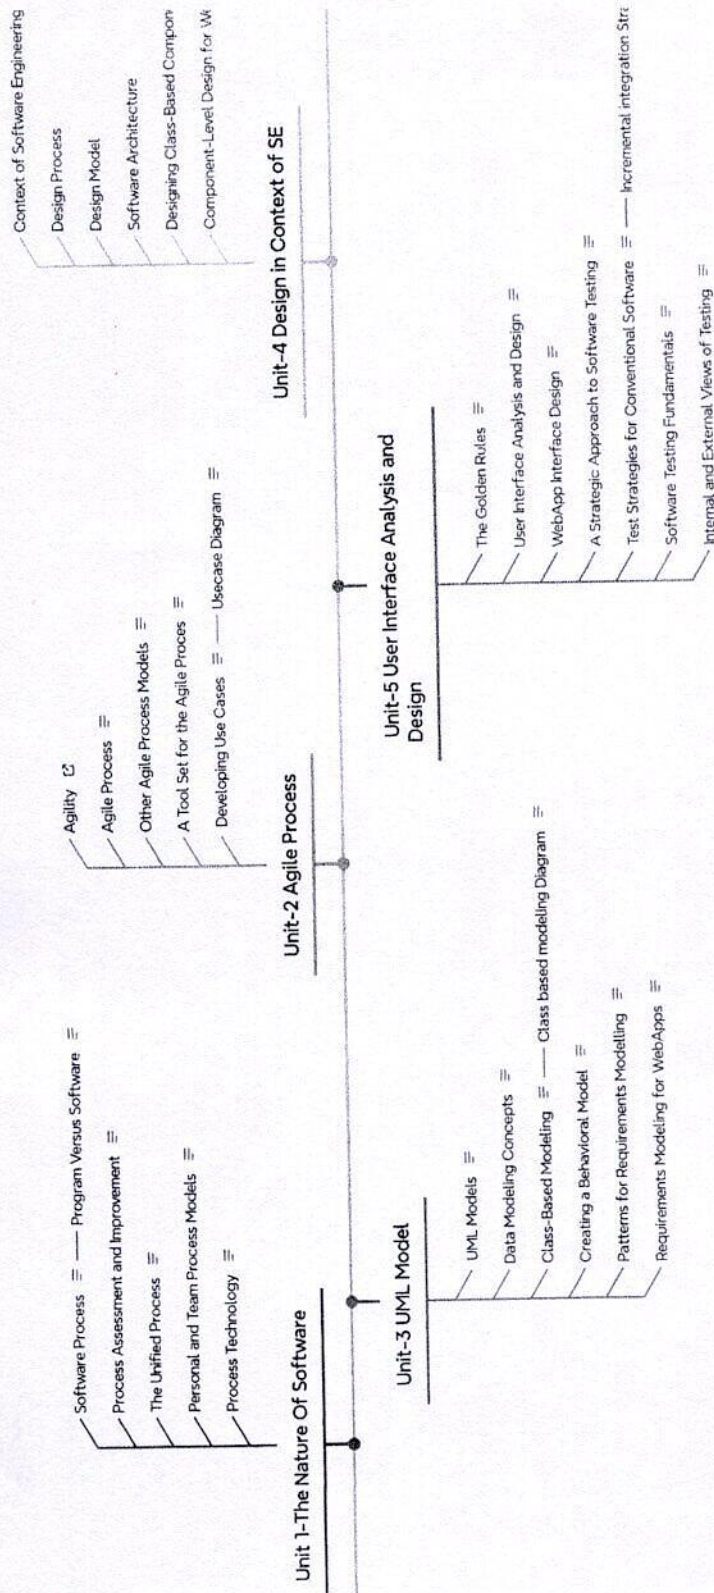 Software Process — Program Versus Software
Process Assessment and Improvement
The Unified Process
Personal and Team Process Models
Process Technology
Unit 1-The Nature Of Software
UML Models
Data Modeling Concepts
Class-Based Modeling — Class based modeling Diagram
Creating a Behavioral Model
Patterns for Requirements Modelling
Requirements Modeling for WebApps
Unit-3 UML Model
Agility
Agile Process
Other Agile Process Models
A Tool Set for the Agile Proces
Developing Use Cases — Usecase Diagram
Unit-2 Agile Process
Unit-5 User Interface Analysis and
Design
The Golden Rules
User Interface Analysis and Design
WebApp Interface Design
A Strategic Approach to Software Testing
Test Strategies for Conventional Software — Incremental integration Stra
Software Testing Fundamentals
Internal and External Views of Testing
Context of Software Engineering
Design Process
Design Model
Software Architecture
Designing Class-Based Compon
Component-Level Design for We
Unit-4 Design in Context of SE